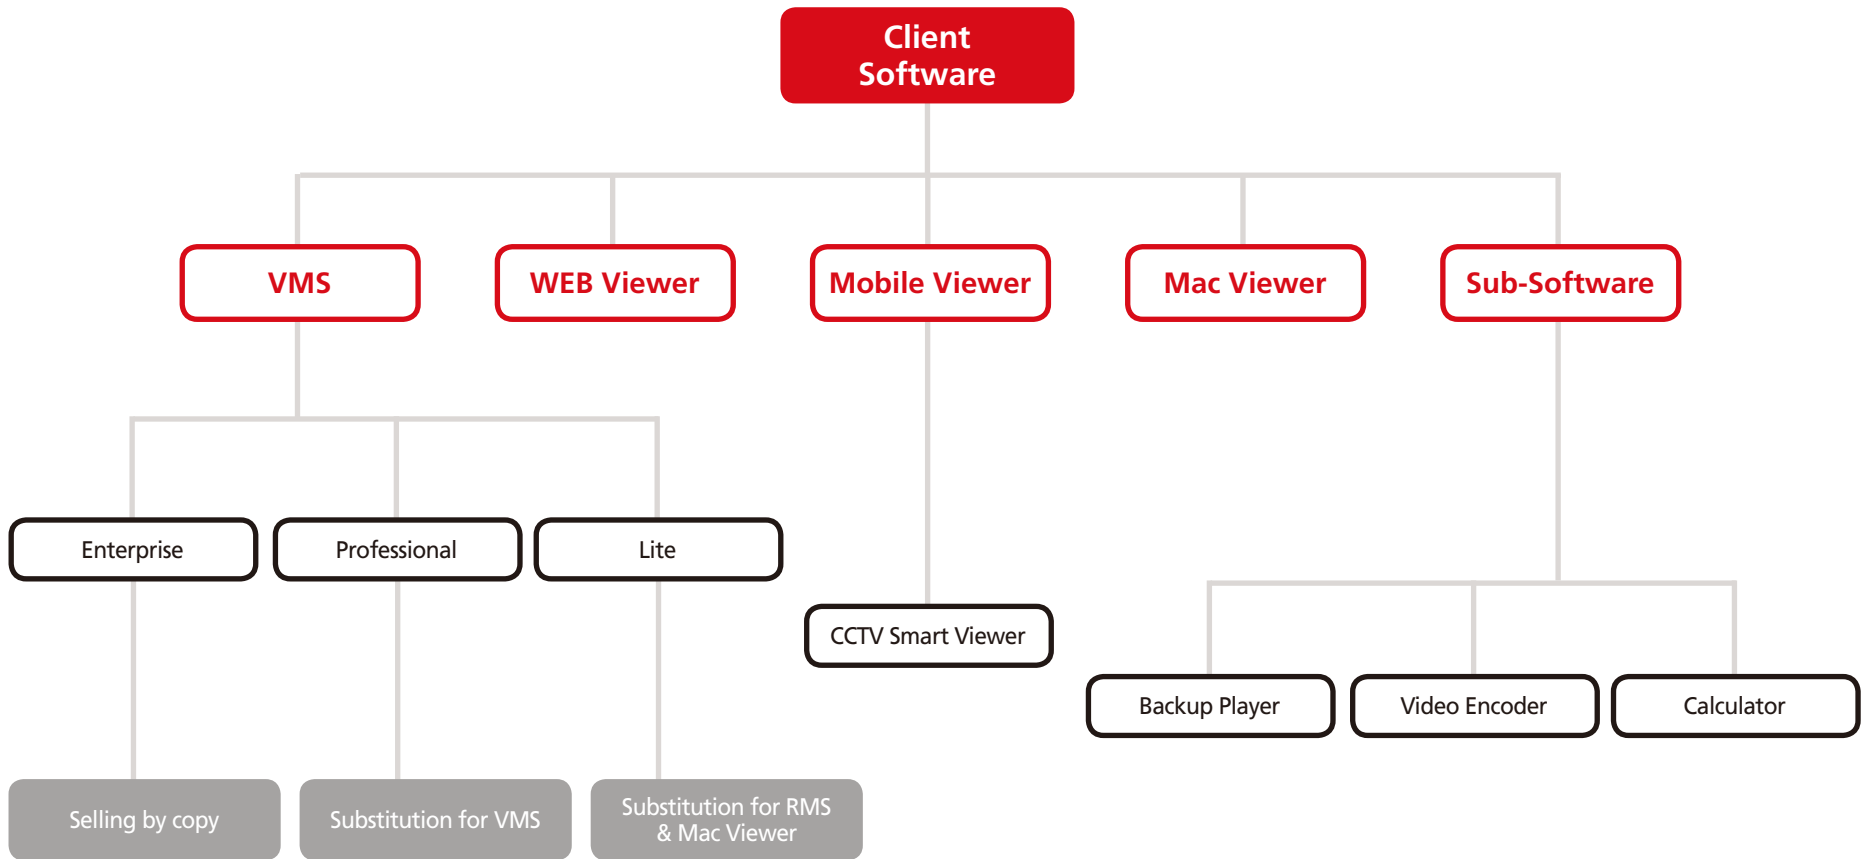 Client
Software
VMS
WEB Viewer
Mobile Viewer
Mac Viewer
Sub-Software
Enterprise
Professional
Lite
CCTV Smart Viewer
Backup Player
Video Encoder
Calculator
Selling by copy
Substitution for VMS
Substitution for RMS
& Mac Viewer